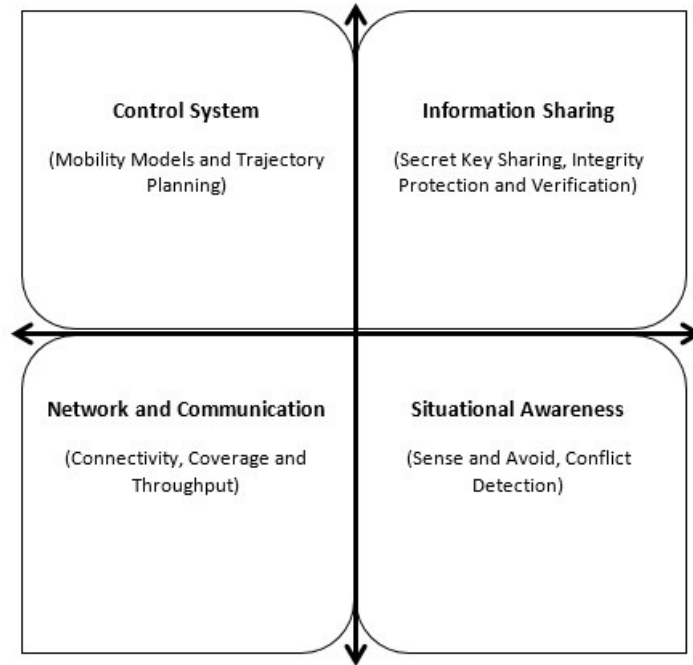 Control System
(Mobility Models and Trajectory
Planning)
Information Sharing
(Secret Key Sharing, Integrity
Protection and Verification)
Network and Communication
(Connectivity, Coverage and
Throughput)
Situational Awareness
(Sense and Avoid, Conflict
Detection)